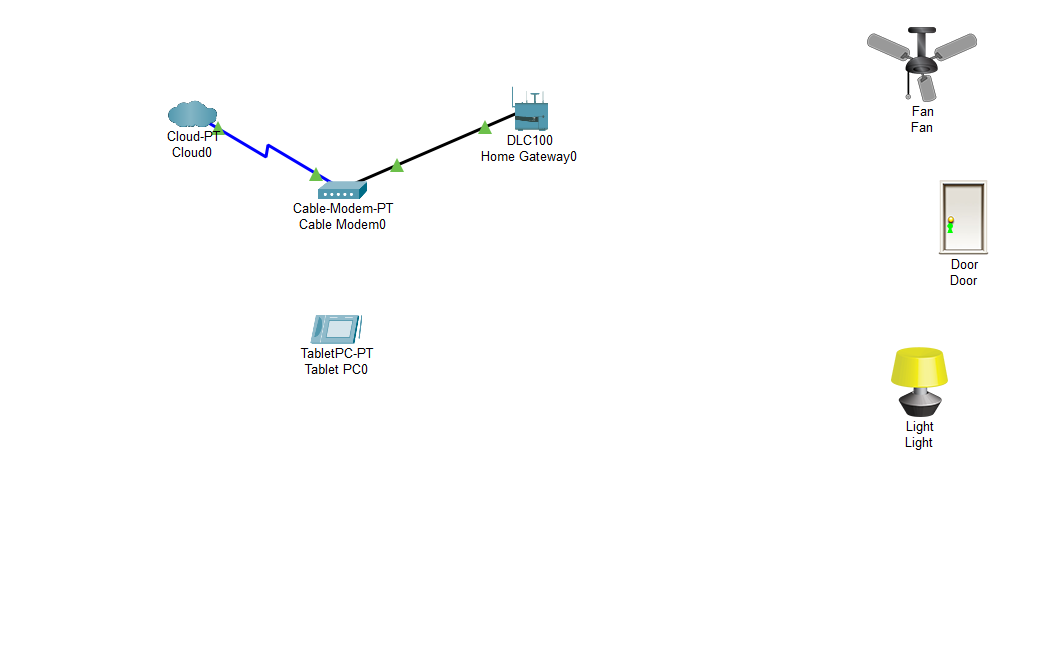 Fan
Fan
Cloud-PT
Cloud0
DLC100
Home Gateway0
Cable-Modem-PT
Cable Modem0
Door
Door
TabletPC-PT
Tablet PC0
Light
Light